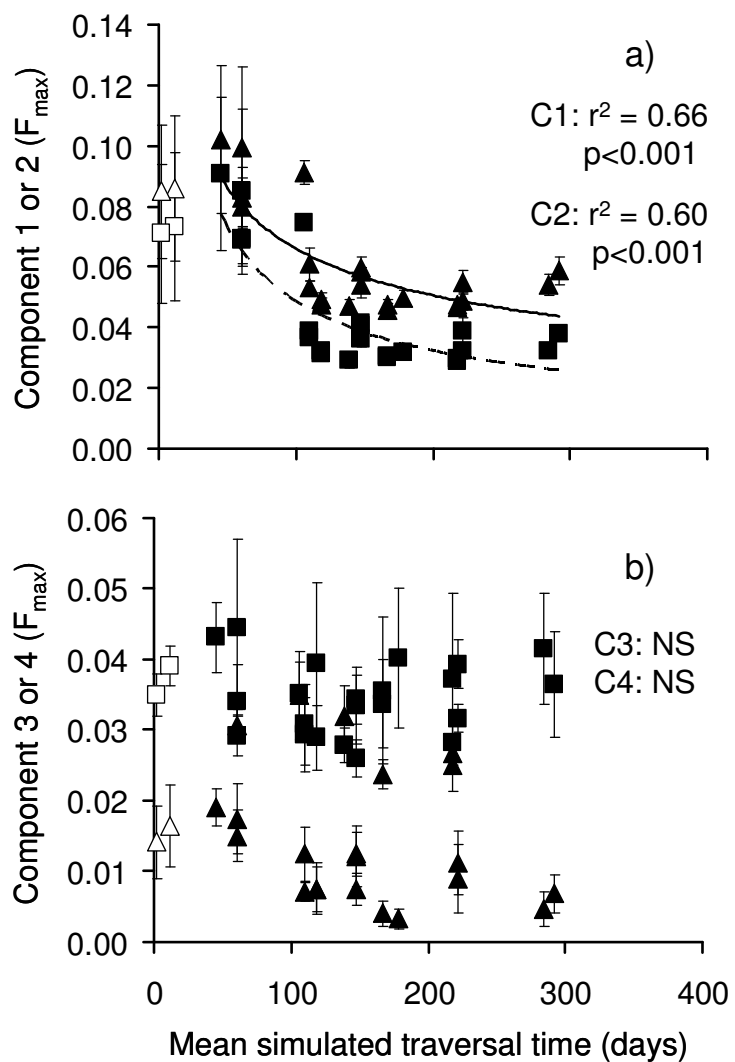 0.14
0.12
0.10
0.08
0.06
0.04
0.02
0.00
Component 1 or 2 (Fmax)
a)
C1: r² = 0.66
p<0.001
C2: r² = 0.60
p<0.001
0.06
0.05
0.04
0.03
0.02
0.01
0.00
Component 3 or 4 (Fmax)
b)
C3: NS
C4: NS
0 100 200 300 400
Mean simulated traversal time (days)